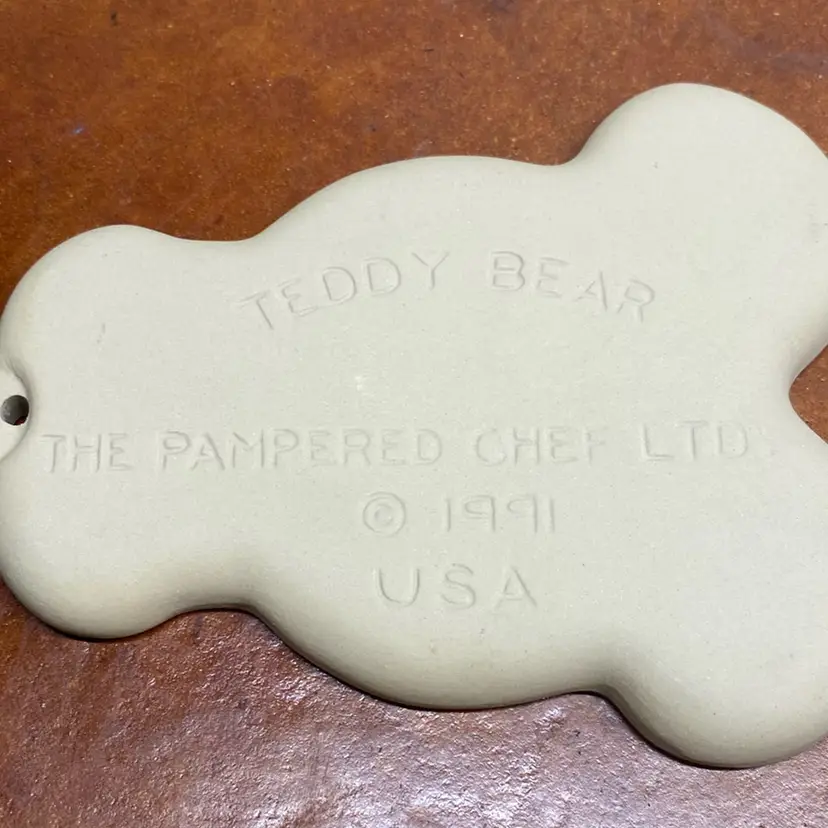 TEDDY BEAR
THE PAMPERED CHEF LTD
© 1991
USA